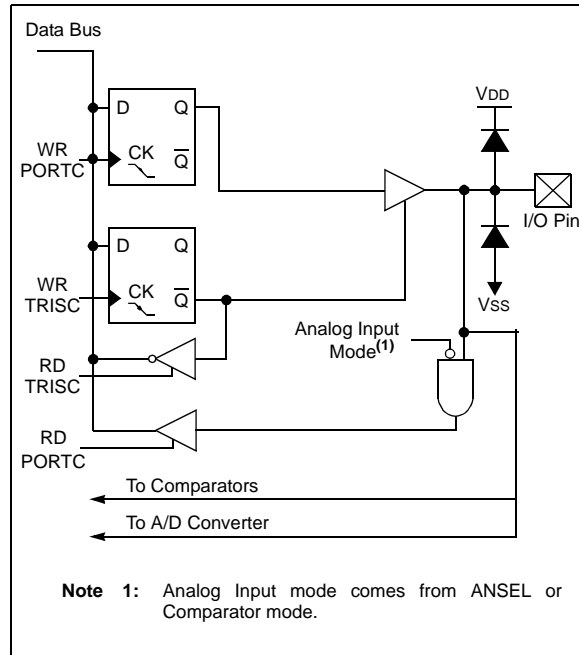 Data Bus
D Q
WR
PORTC
CK Q
VDD
I/O Pin
D Q
WR
TRISC
CK Q
VSS
Analog Input
Mode(1)
RD
TRISC
RD
PORTC
To Comparators
To A/D Converter
Note 1: Analog Input mode comes from ANSEL or
Comparator mode.